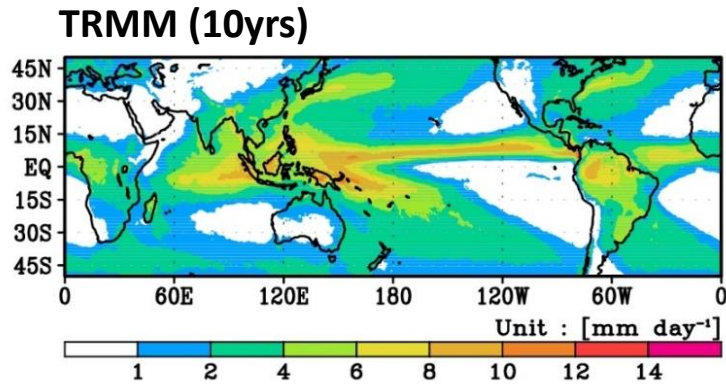 TRMM (10yrs)
45N
30N
15N
EQ
15S
30S
45S
0 60E 120E 180 120W 60W 0
Unit : [mm day⁻¹]
1 2 4 6 8 10 12 14